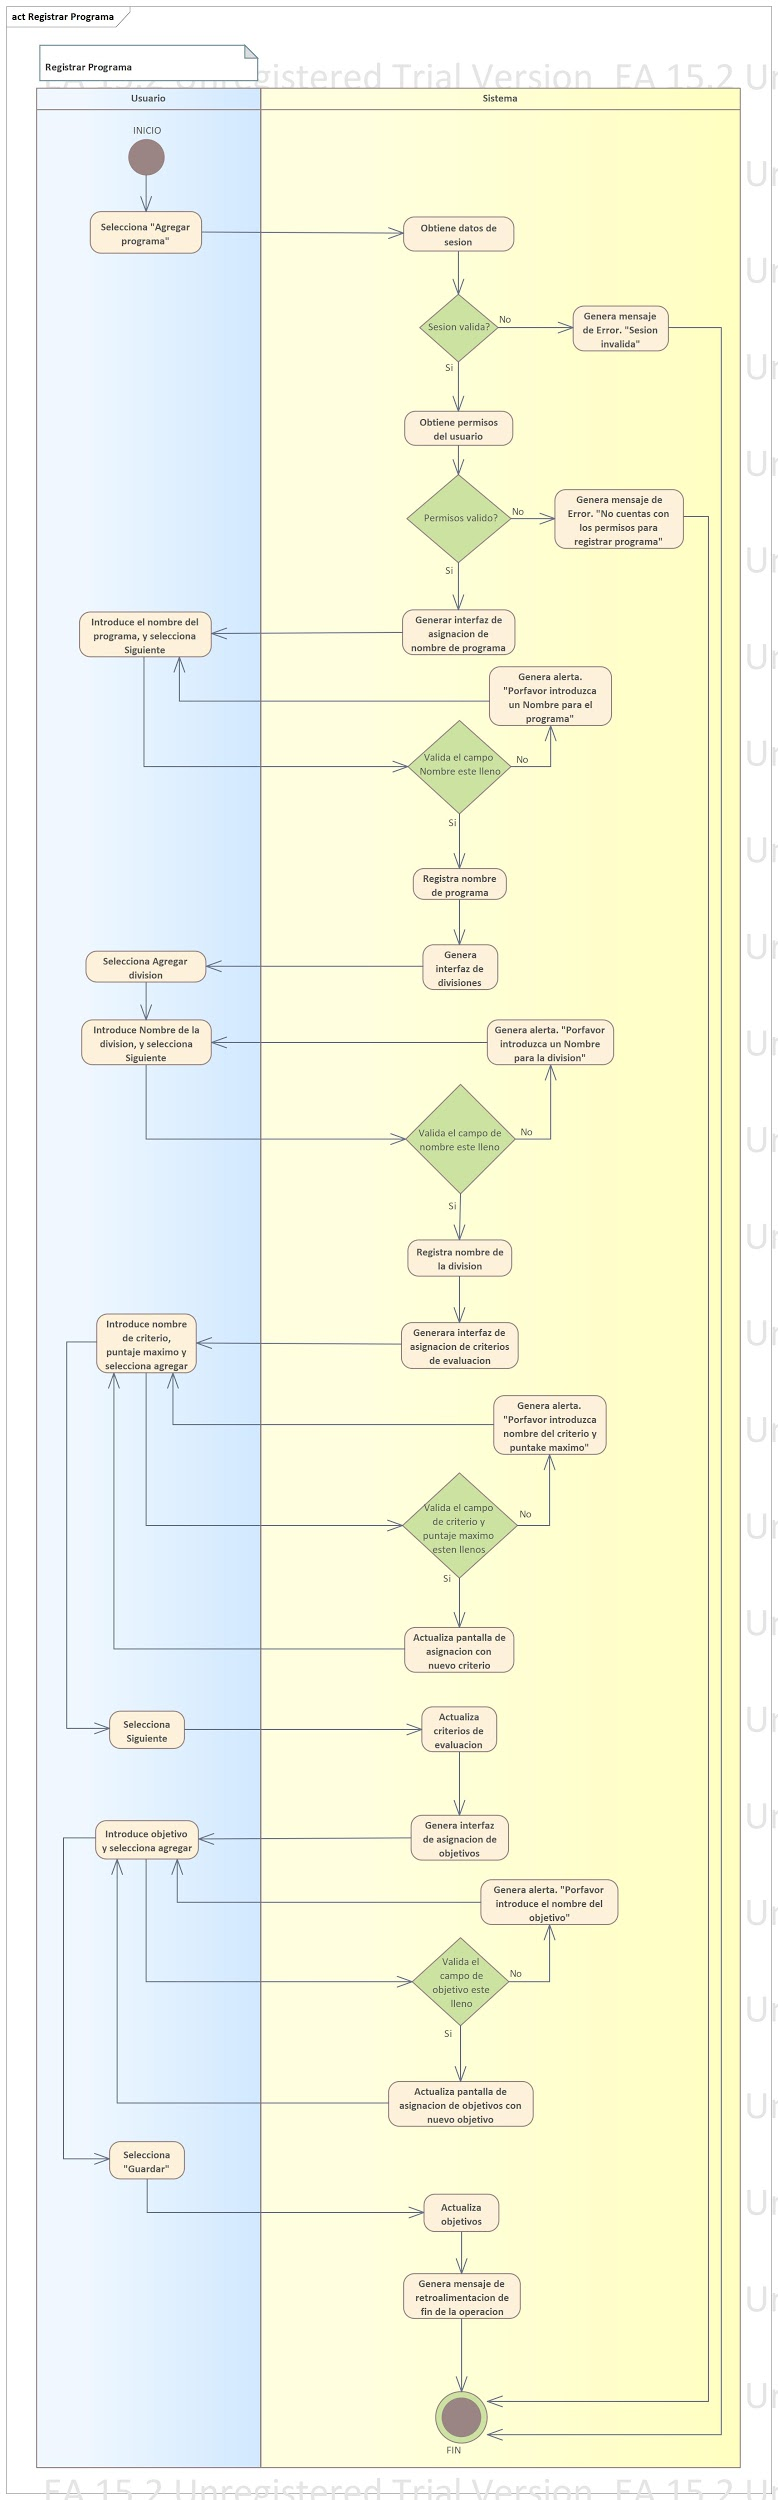 act Registrar Programa
Registrar Programa
EA 15.2 Unregistered Trial Version EA 15.2 Un
Usuario
Sistema
INICIO
Selecciona "Agregar
programa"
Obtiene datos de
sesion
Sesion valida?
No
Genera mensaje
de Error. "Sesion
invalida"
Si
Obtiene permisos
del usuario
Permisos valido?
No
Genera mensaje de
Error. "No cuentas con
los permisos para
registrar programa"
Si
Generar interfaz de
asignacion de
nombre de programa
Introduce el nombre del
programa, y selecciona
Siguiente
Genera alerta.
"Porfavor introduzca
un Nombre para el
programa"
Valida el campo
Nombre este lleno
No
Si
Registra nombre
de programa
Genera
interfaz de
divisiones
Selecciona Agregar
division
Introduce Nombre de la
division, y selecciona
Siguiente
Genera alerta. "Porfavor
introduzca un Nombre
para la division"
Valida el campo de
nombre este lleno
No
Si
Registra nombre de
la division
Generara interfaz de
asignacion de criterios
de evaluacion
Introduce nombre
de criterio,
puntaje maximo y
selecciona agregar
Genera alerta.
"Porfavor introduzca
nombre del criterio y
puntake maximo"
Valida el campo
de criterio y
puntaje maximo
esten llenos
No
Si
Actualiza pantalla de
asignacion con
nuevo criterio
Selecciona
Siguiente
Actualiza
criterios de
evaluacion
Genera interfaz
de asignacion de
objetivos
Introduce objetivo
y selecciona agregar
Genera alerta. "Porfavor
introduce el nombre del
objetivo"
Valida el
campo de
objetivo este
lleno
No
Si
Actualiza pantalla de
asignacion de objetivos con
nuevo objetivo
Selecciona
"Guardar"
Actualiza
objetivos
Genera mensaje de
retroalimentacion de
fin de la operacion
FIN
EA 15.2 Unregistered Trial Version EA 15.2 Un